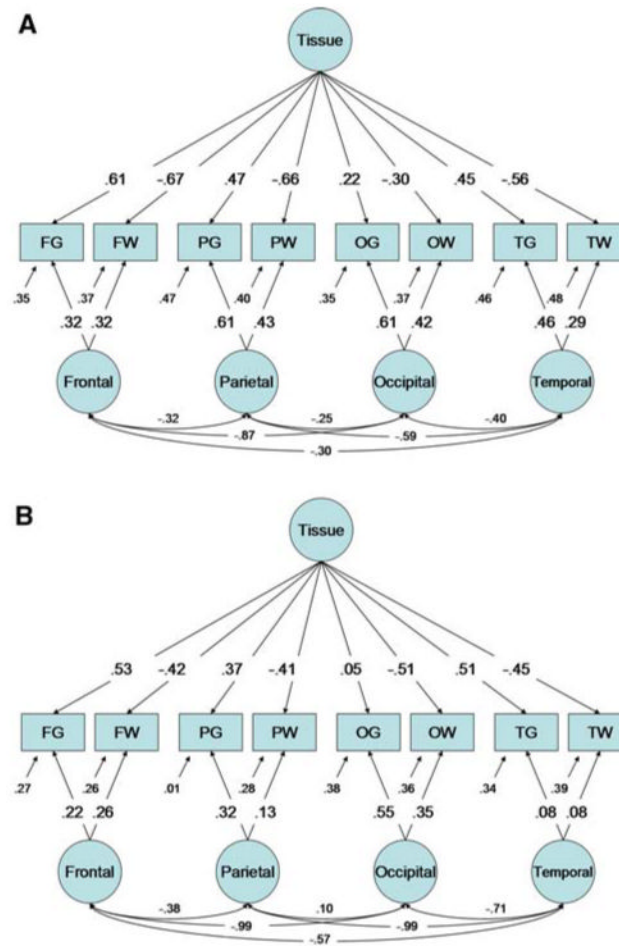 A
Tissue
.61 -.67 .47 -.66 .22 -.30 .45 -.56
FG FW PG PW OG OW TG TW
.35 .37 .47 .40 .35 .37 .46 .48
.32 .32 .61 .43 .61 .42 .46 .29
Frontal Parietal Occipital Temporal
-.32 -.25 -.40
-.87 -.59
-.30
B
Tissue
.53 -.42 .37 -.41 .05 -.51 .51 -.45
FG FW PG PW OG OW TG TW
.27 .26 .01 .28 .38 .36 .34 .39
.22 .26 .32 .13 .55 .35 .08 .08
Frontal Parietal Occipital Temporal
-.38 .10 -.71
-.99 -.99
-.57